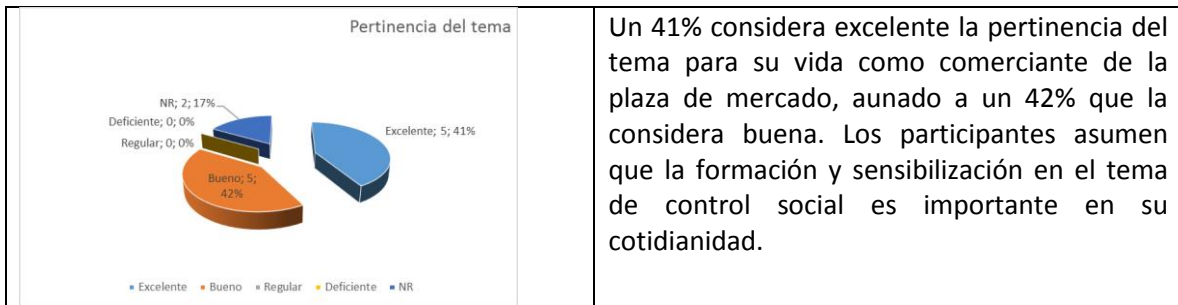 Pertinencia del tema
NR; 2; 17%
Deficiente; 0; 0%
Regular; 0; 0%
Excelente; 5; 41%
Bueno; 5;
42%
Excelente Bueno Regular Deficiente NR
Un 41% considera excelente la pertinencia del
tema para su vida como comerciante de la
plaza de mercado, aunado a un 42% que la
considera buena. Los participantes asumen
que la formación y sensibilización en el tema
de control social es importante en su
cotidianidad.